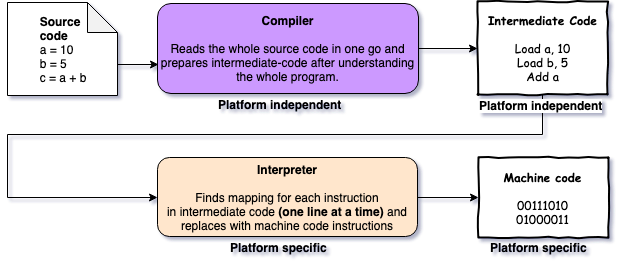 Source
code
a = 10
b = 5
c = a + b
Compiler
Reads the whole source code in one go and
prepares intermediate-code after understanding
the whole program.
Platform independent
Intermediate Code
Load a, 10
Load b, 5
Add a
Platform independent
Interpreter
Finds mapping for each instruction
in intermediate code (one line at a time) and
replaces with machine code instructions
Platform specific
Machine code
00111010
01000011
Platform specific